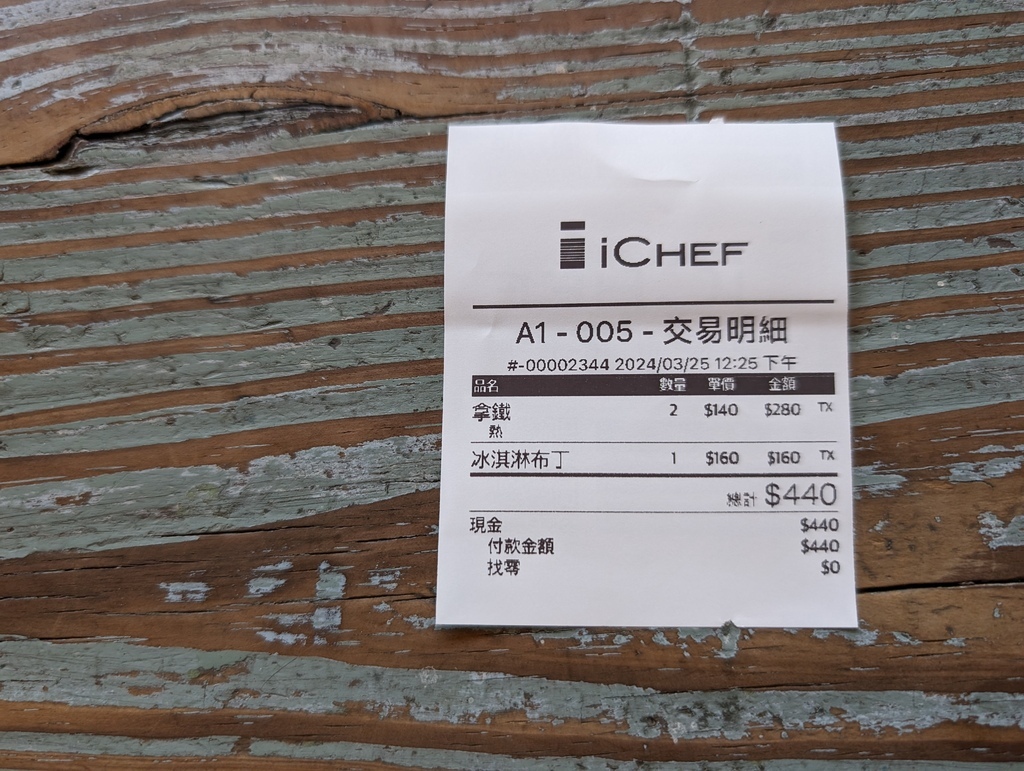 iCHEF
A1 - 005 - 交易明細
#-00002344 2024/03/25 12:25 下午
品名 數量 單價 金額
拿鐵 2 $140 $280 TX
熱
冰淇淋布丁 1 $160 $160 TX
總計 $440
現金 $440
付款金額 $440
找零 $0